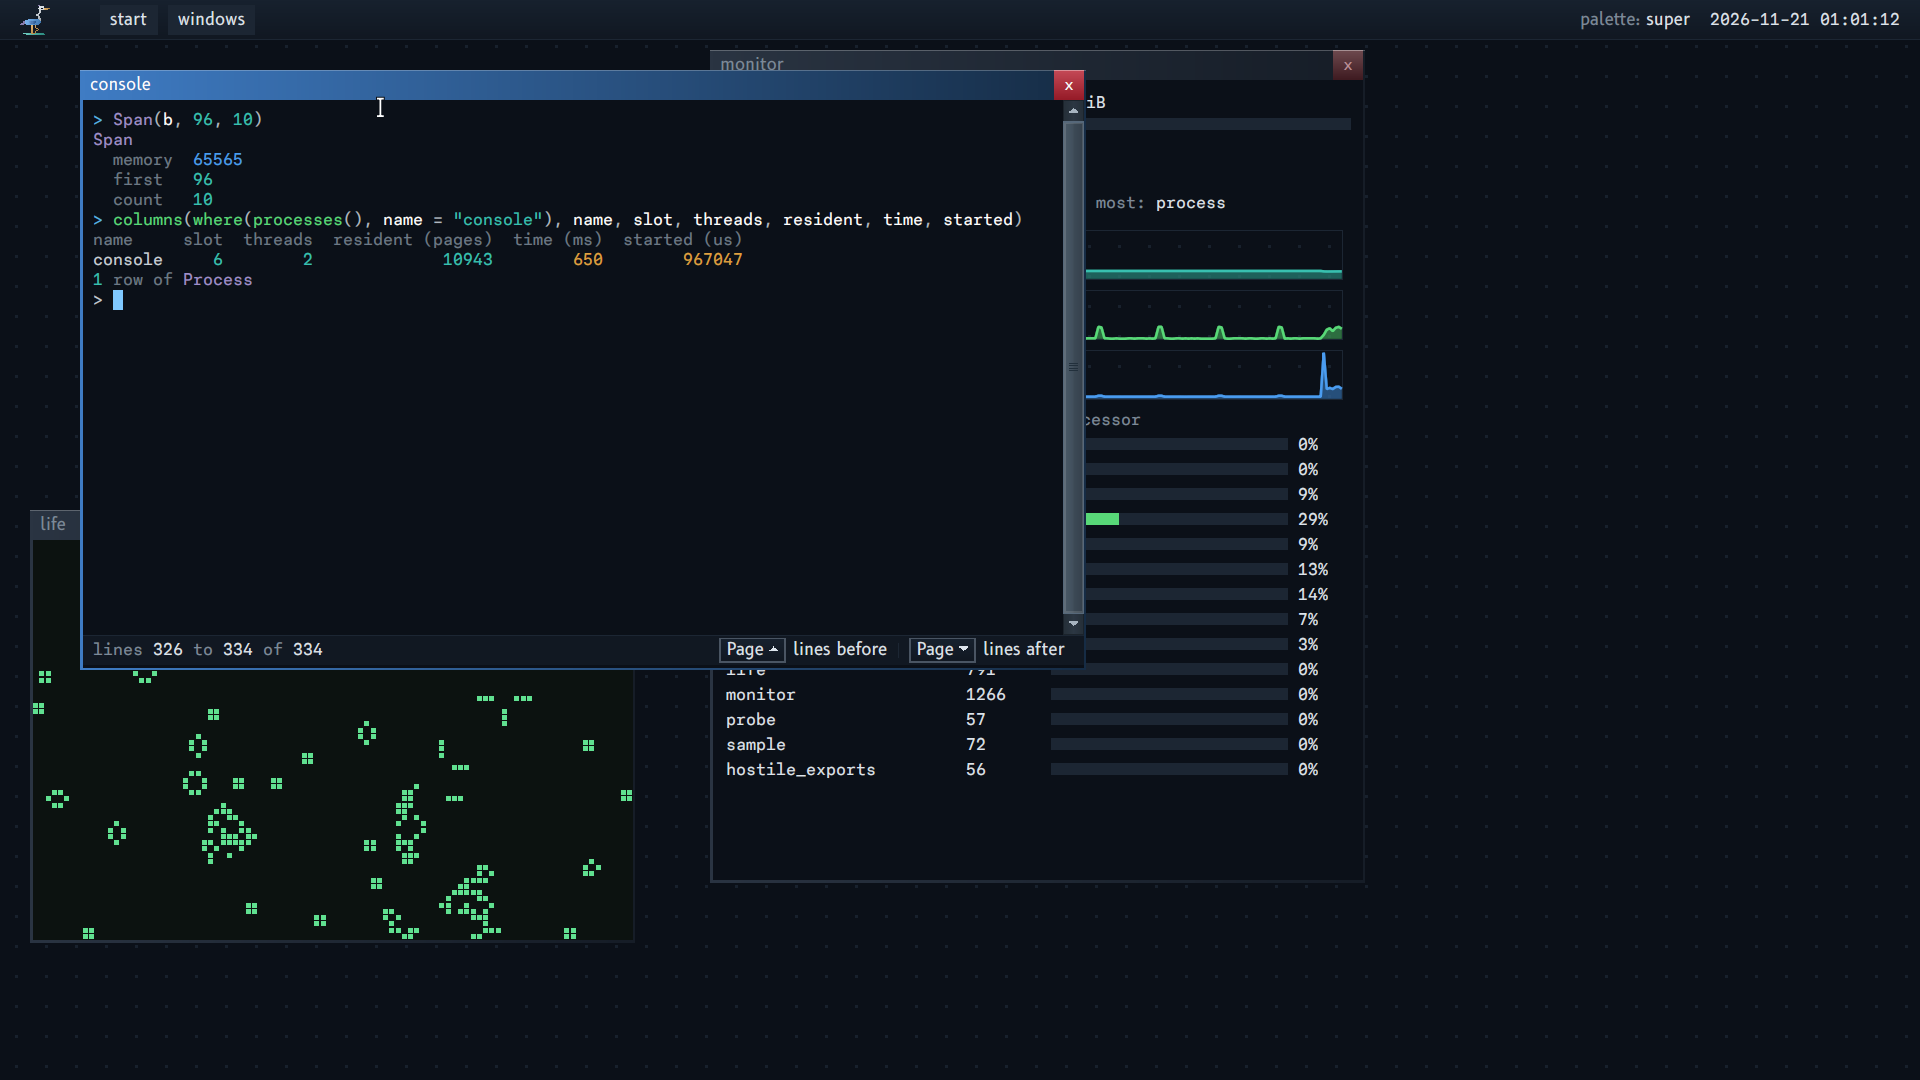 start windows palette: super 2026-11-21 01:01:12
monitor x
console x
iB
> Span(b, 96, 10)
Span
memory 65565
first 96
count 10
most: process
> columns(where(processes(), name = "console"), name, slot, threads, resident, time, started)
name slot threads resident (pages) time (ms) started (us)
console 6 2 10943 650 967047
1 row of Process
>
cessor
0%
0%
9%
29%
9%
13%
14%
7%
3%
life
lines 326 to 334 of 334 Page lines before Page lines after
life 791 0%
monitor 1266 0%
probe 57 0%
sample 72 0%
hostile_exports 56 0%